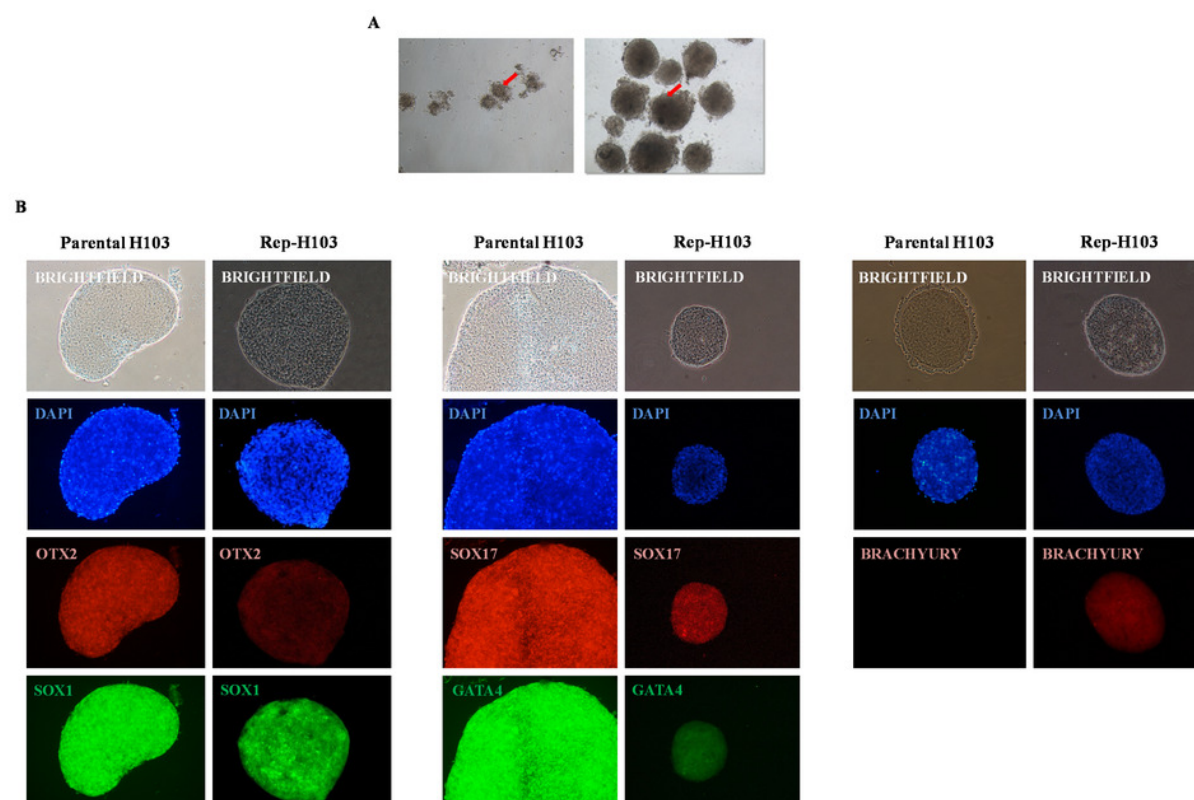 A
B
Parental H103 Rep-H103 Parental H103 Rep-H103 Parental H103 Rep-H103
BRIGHTFIELD BRIGHTFIELD BRIGHTFIELD BRIGHTFIELD BRIGHTFIELD BRIGHTFIELD
DAPI DAPI DAPI DAPI DAPI DAPI
OTX2 OTX2 SOX17 SOX17 BRACHYURY BRACHYURY
SOX1 SOX1 GATA4 GATA4